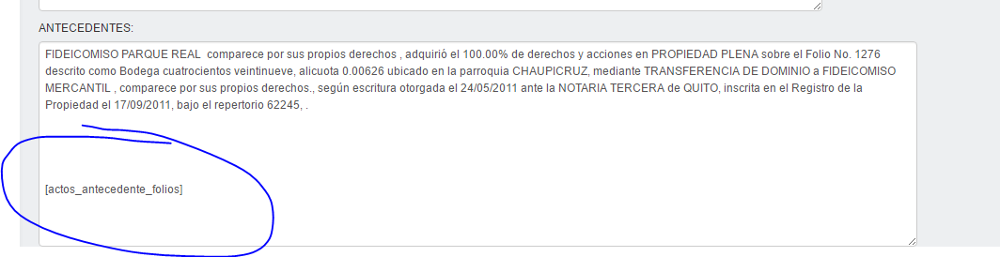 ANTECEDENTES:
FIDEICOMISO PARQUE REAL  comparece por sus propios derechos , adquirió el 100.00% de derechos y acciones en PROPIEDAD PLENA sobre el Folio No. 1276
descrito como Bodega cuatrocientos veintinueve, alicuota 0.00626 ubicado en la parroquia CHAUPICRUZ, mediante TRANSFERENCIA DE DOMINIO a FIDEICOMISO
MERCANTIL , comparece por sus propios derechos., según escritura otorgada el 24/05/2011 ante la NOTARIA TERCERA de QUITO, inscrita en el Registro de la
Propiedad el 17/09/2011, bajo el repertorio 62245, .
[actos_antecedente_folios]